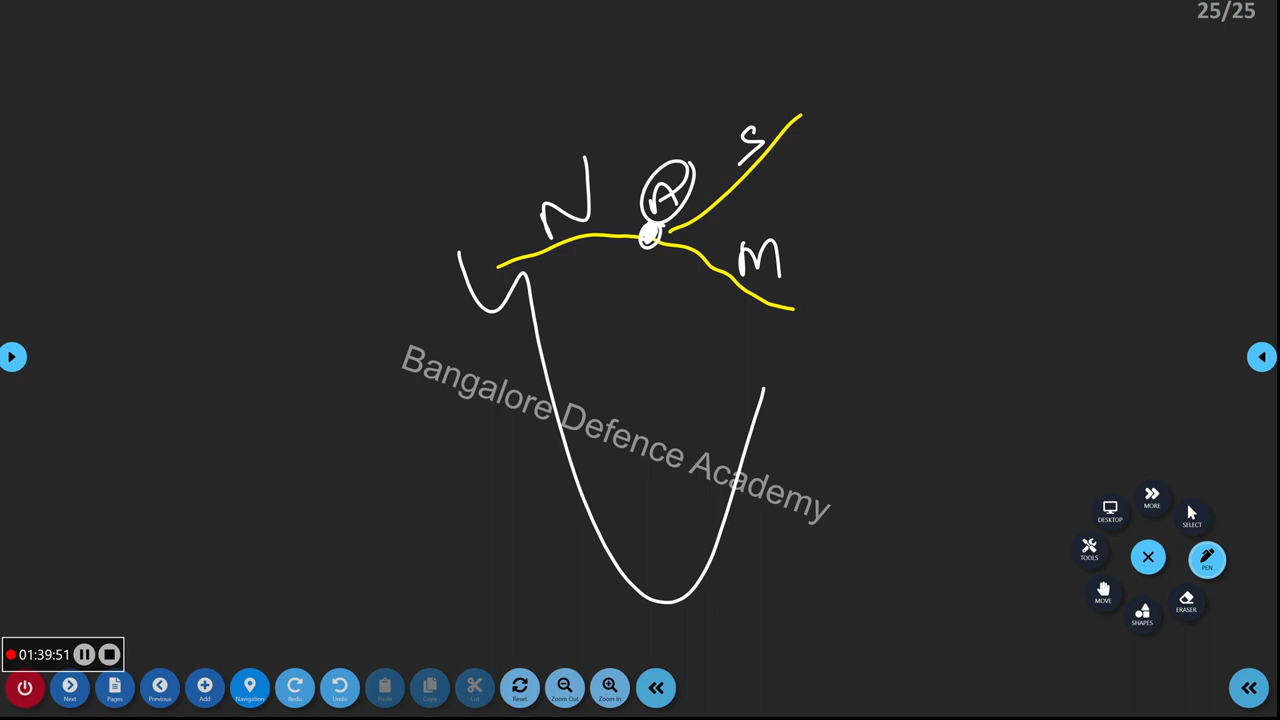 25/25
S
N
A
M
Bangalore Defence Academy
DESKTOP
MORE
SELECT
TOOLS
PEN
MOVE
ERASER
SHAPES
01:39:51
Next
Pages
Previous
Add
Navigation
Redo
Undo
Paste
Copy
Cut
Reset
Zoom Out
Zoom In